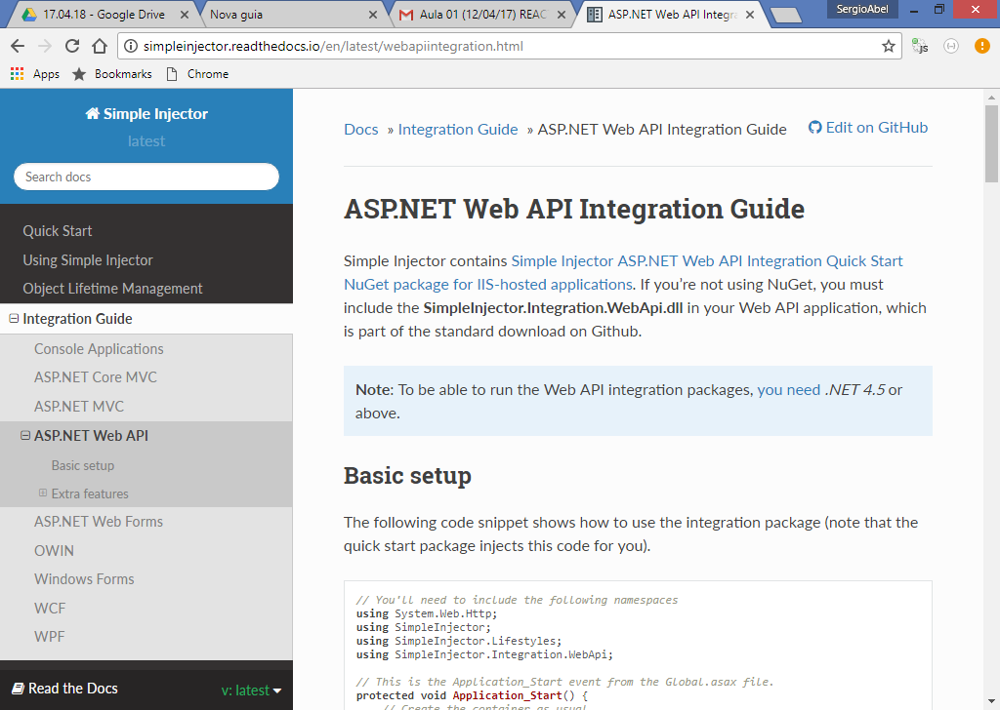 17.04.18 - Google Drive
Nova guia
Aula 01 (12/04/17) REAC
ASP.NET Web API Integra
SergioAbel
simpleinjector.readthedocs.io/en/latest/webapiintegration.html
JS
Apps
Bookmarks
Chrome
Simple Injector
latest
Search docs
Quick Start
Using Simple Injector
Object Lifetime Management
Integration Guide
Console Applications
ASP.NET Core MVC
ASP.NET MVC
ASP.NET Web API
Basic setup
Extra features
ASP.NET Web Forms
OWIN
Windows Forms
WCF
WPF
Read the Docs
v: latest
Docs » Integration Guide » ASP.NET Web API Integration Guide
Edit on GitHub
ASP.NET Web API Integration Guide
Simple Injector contains Simple Injector ASP.NET Web API Integration Quick Start
NuGet package for IIS-hosted applications. If you’re not using NuGet, you must
include the SimpleInjector.Integration.WebApi.dll in your Web API application, which
is part of the standard download on Github.
Note: To be able to run the Web API integration packages, you need .NET 4.5 or
above.
Basic setup
The following code snippet shows how to use the integration package (note that the
quick start package injects this code for you).
// You'll need to include the following namespaces
using System.Web.Http;
using SimpleInjector;
using SimpleInjector.Lifestyles;
using SimpleInjector.Integration.WebApi;
// This is the Application_Start event from the Global.asax file.
protected void Application_Start() {
// Create the container as usual.